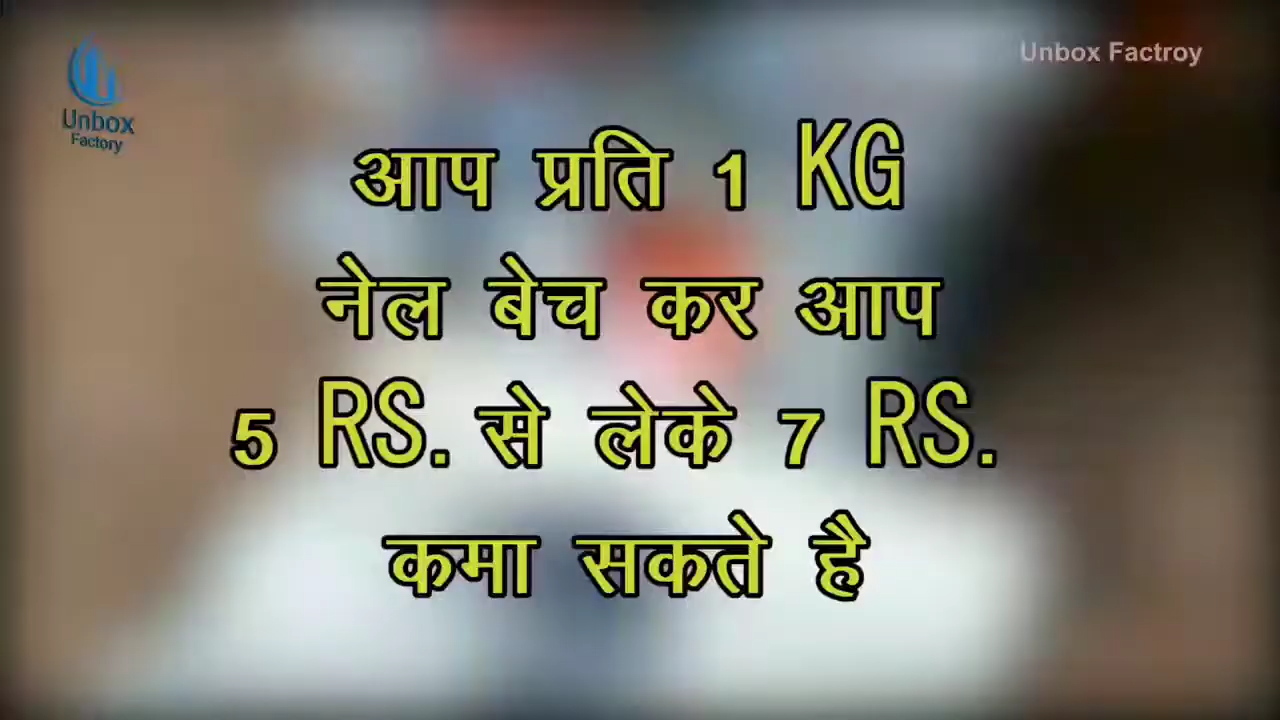 Unbox Factroy
Unbox
Factory
आप प्रति 1 KG
नेल बेच कर आप
5 RS. से लेके 7 RS.
कमा सकते है